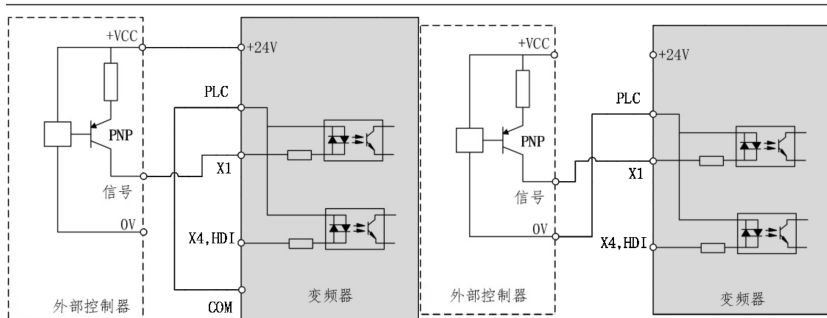 +VCC
+24V
PLC
PNP
X1
信号
0V
X4,HDI
外部控制器
变频器
COM
+VCC
+24V
PLC
PNP
X1
信号
0V
X4,HDI
外部控制器
变频器